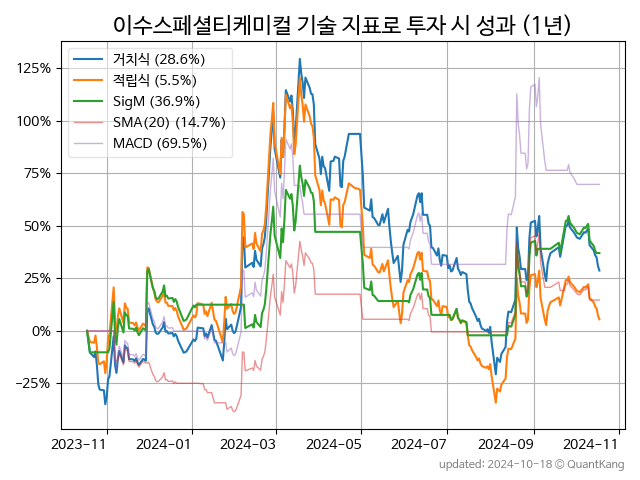 이수스페셜티케미컬 기술 지표로 투자 시 성과 (1년)
거치식 (28.6%)
적립식 (5.5%)
SigM (36.9%)
SMA(20) (14.7%)
MACD (69.5%)
125%
100%
75%
50%
25%
0%
−25%
2023-11 2024-01 2024-03 2024-05 2024-07 2024-09 2024-11
updated: 2024-10-18 © QuantKang